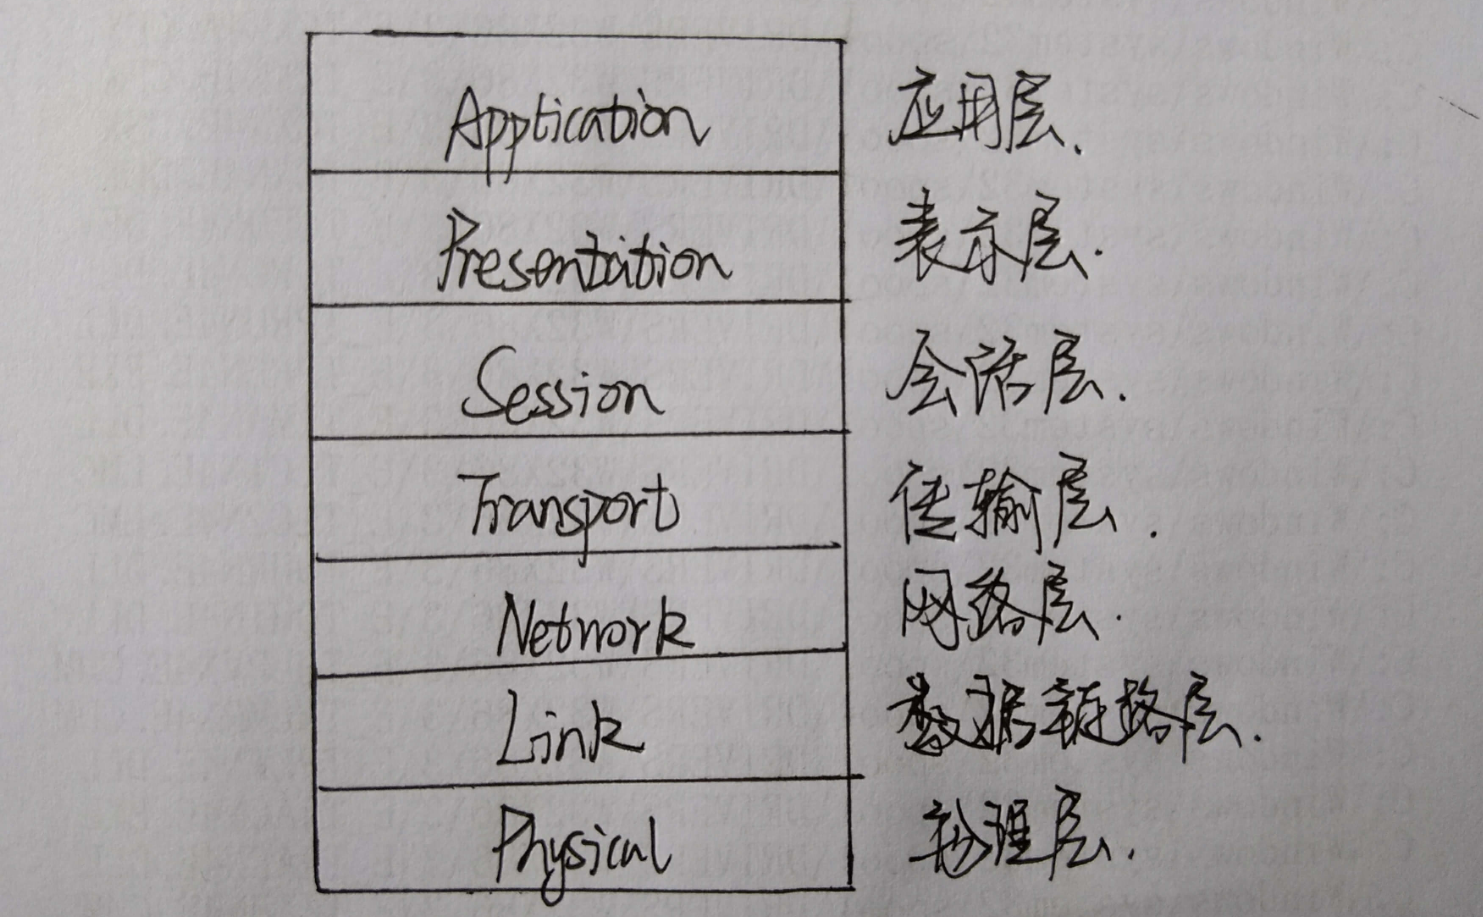 Application 应用层.
Presentation 表示层.
Session 会话层.
Transport 传输层.
Network 网络层.
Link 数据链路层.
Physical 物理层.